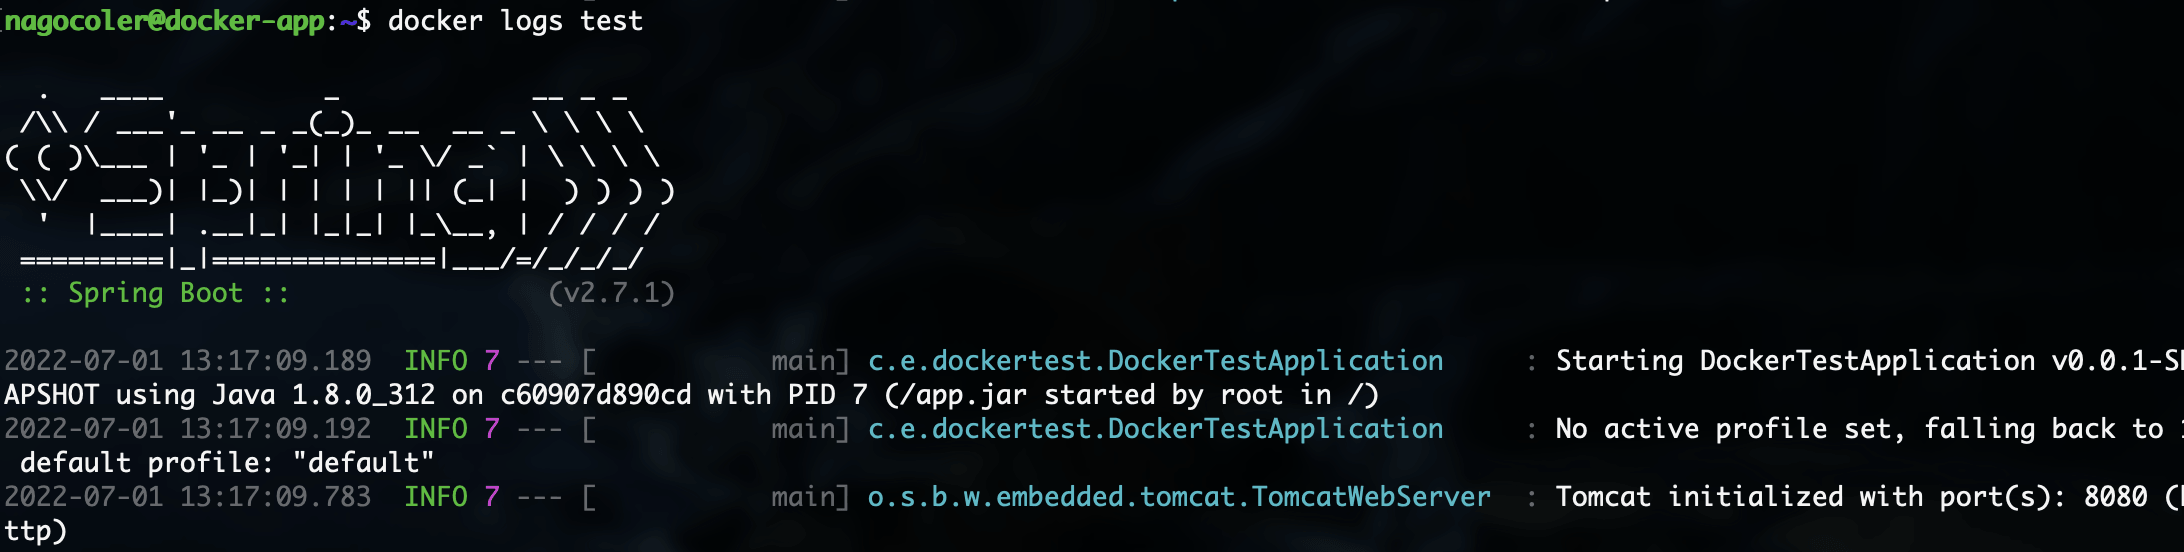 nagocoler@docker-app:~$ docker logs test
  .   ____          _            __ _ _
 /\\ / ___'_ __ _ _(_)_ __  __ _ \ \ \ \
( ( )\___ | '_ | '_| | '_ \/ _` | \ \ \ \
 \\/  ___)| |_)| | | | | || (_| |  ) ) ) )
  '  |____| .__|_| |_|_| |_\__, | / / / /
 =========|_|==============|___/=/_/_/_/
 :: Spring Boot ::                (v2.7.1)
2022-07-01 13:17:09.189  INFO 7 --- [           main] c.e.dockertest.DockerTestApplication     : Starting DockerTestApplication v0.0.1-S
APSHOT using Java 1.8.0_312 on c60907d890cd with PID 7 (/app.jar started by root in /)
2022-07-01 13:17:09.192  INFO 7 --- [           main] c.e.dockertest.DockerTestApplication     : No active profile set, falling back to
 default profile: "default"
2022-07-01 13:17:09.783  INFO 7 --- [           main] o.s.b.w.embedded.tomcat.TomcatWebServer  : Tomcat initialized with port(s): 8080 (
ttp)